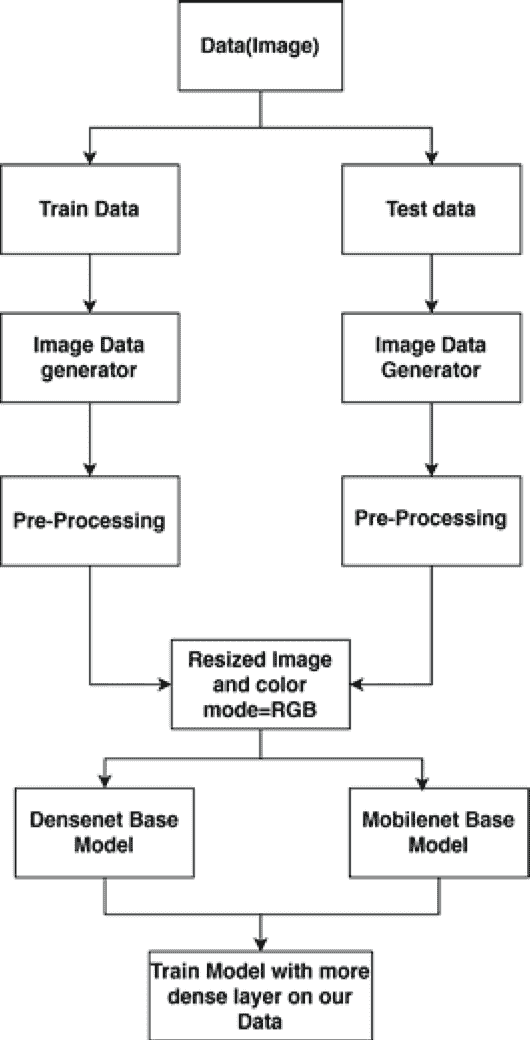 Data(Image)
Train Data
Test data
Image Data
generator
Image Data
Generator
Pre-Processing
Pre-Processing
Resized Image
and color
mode=RGB
Densenet Base
Model
Mobilenet Base
Model
Train Model with more
dense layer on our
Data